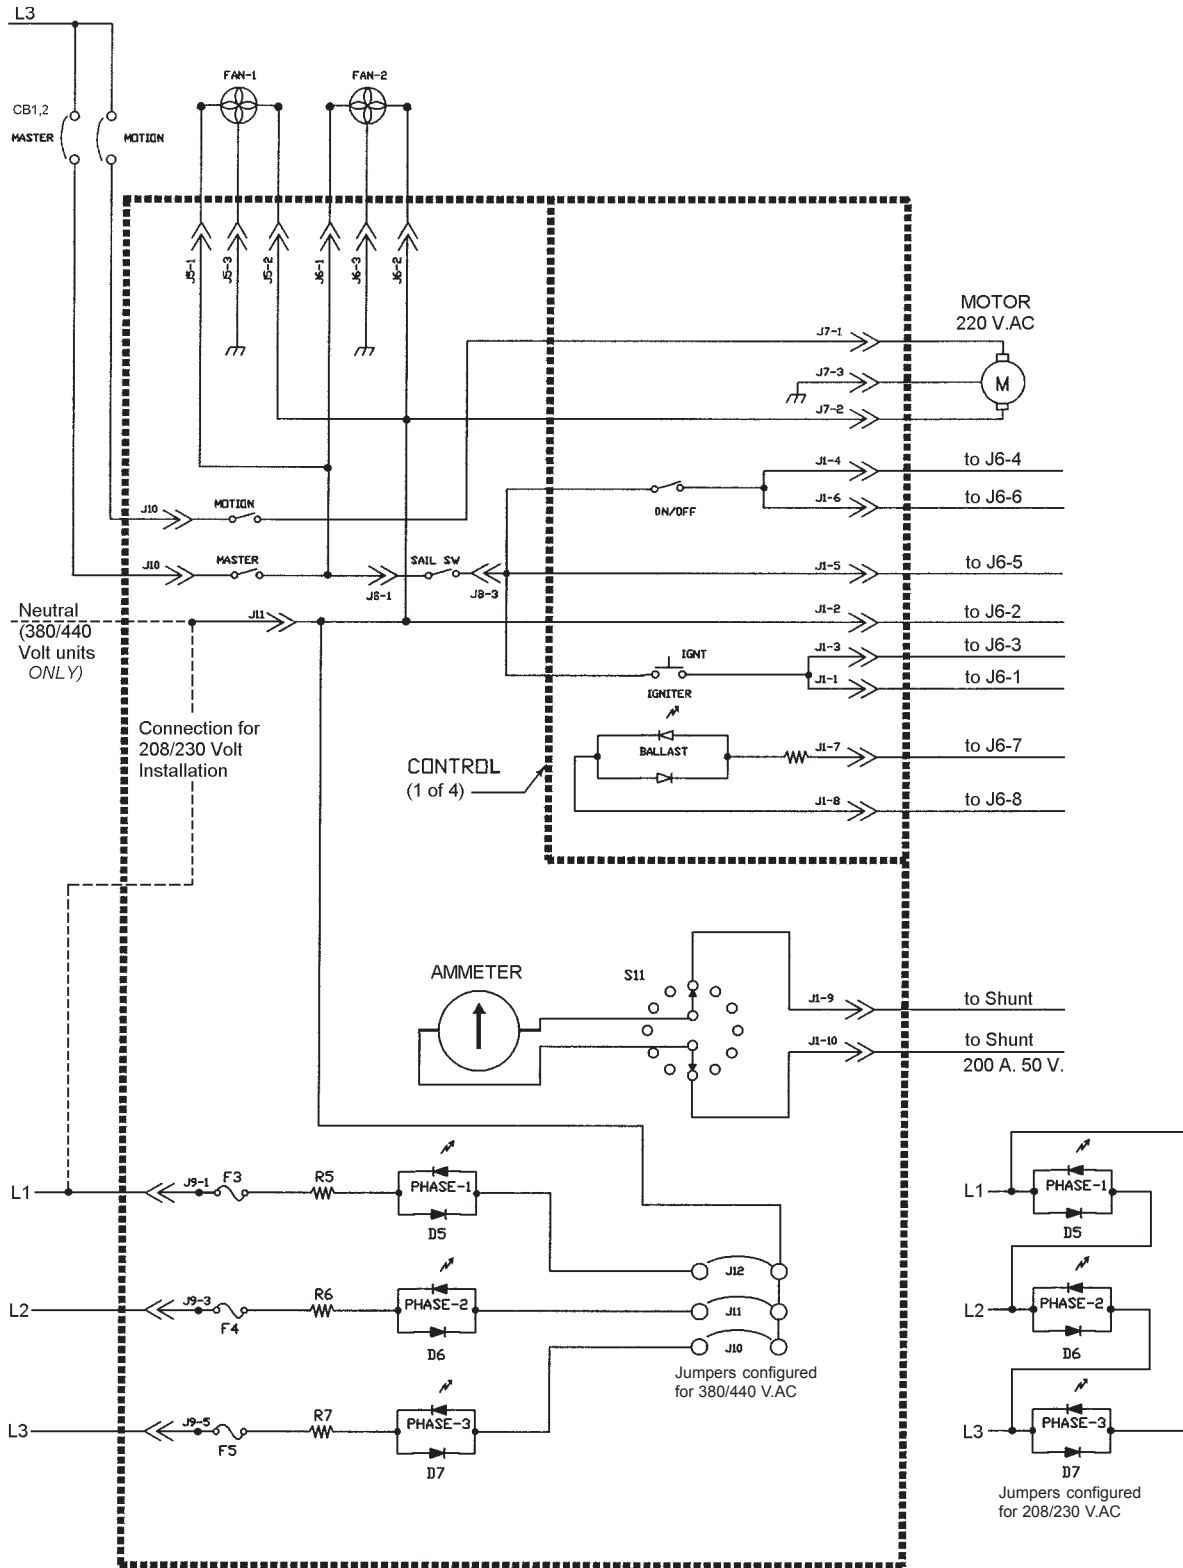 L3
FAN-1
FAN-2
CB1,2
MASTER
MOTION
J5-1
J5-3
J5-2
J6-1
J6-3
J6-2
MOTOR
220 V.AC
J7-1
J7-3
M
J7-2
J1-4
to J6-4
J1-6
to J6-6
ON/OFF
J10
MOTION
J10
MASTER
SAIL SW
J8-1
J8-3
J1-5
to J6-5
Neutral
(380/440
Volt units
ONLY)
J11
J1-2
to J6-2
J1-3
to J6-3
IGNT
J1-1
to J6-1
IGNITER
Connection for
208/230 Volt
Installation
BALLAST
J1-7
to J6-7
CONTROL
(1 of 4)
J1-8
to J6-8
AMMETER
S11
J1-9
to Shunt
J1-10
to Shunt
200 A. 50 V.
L1
J9-1
F3
R5
PHASE-1
D5
J12
L2
J9-3
F4
R6
PHASE-2
D6
J11
J10
Jumpers configured
for 380/440 V.AC
L3
J9-5
F5
R7
PHASE-3
D7
L1
PHASE-1
D5
L2
PHASE-2
D6
L3
PHASE-3
D7
Jumpers configured
for 208/230 V.AC